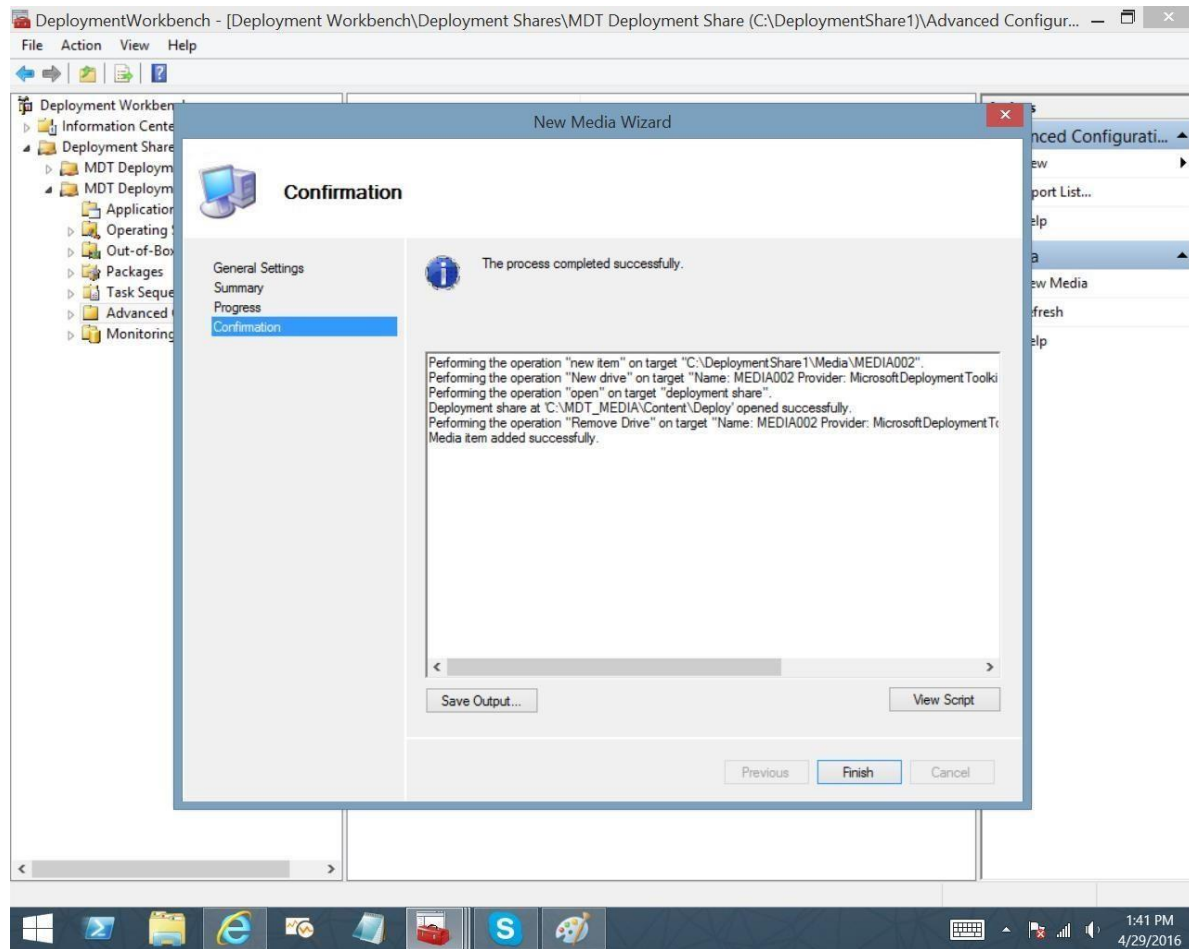 DeploymentWorkbench - [Deployment Workbench\Deployment Shares\MDT Deployment Share (C:\DeploymentShare1)\Advanced Configur...
File Action View Help
Deployment Workben
Information Cente
Deployment Share
MDT Deploym
MDT Deploym
Application
Operating S
Out-of-Box
Packages
Task Seque
Advanced
Monitoring
New Media Wizard
Confirmation
General Settings
Summary
Progress
Confirmation
The process completed successfully.
Performing the operation "new item" on target "C:\DeploymentShare1\Media\MEDIA002".
Performing the operation "New drive" on target "Name: MEDIA002 Provider: MicrosoftDeploymentToolki
Performing the operation "open" on target "deployment share".
Deployment share at 'C:\MDT_MEDIA\Content\Deploy' opened successfully.
Performing the operation "Remove Drive" on target "Name: MEDIA002 Provider: MicrosoftDeploymentTo
Media item added successfully.
Save Output...
View Script
Previous Finish Cancel
s
nced Configurati...
ew
port List...
elp
a
ew Media
fresh
elp
1:41 PM
4/29/2016